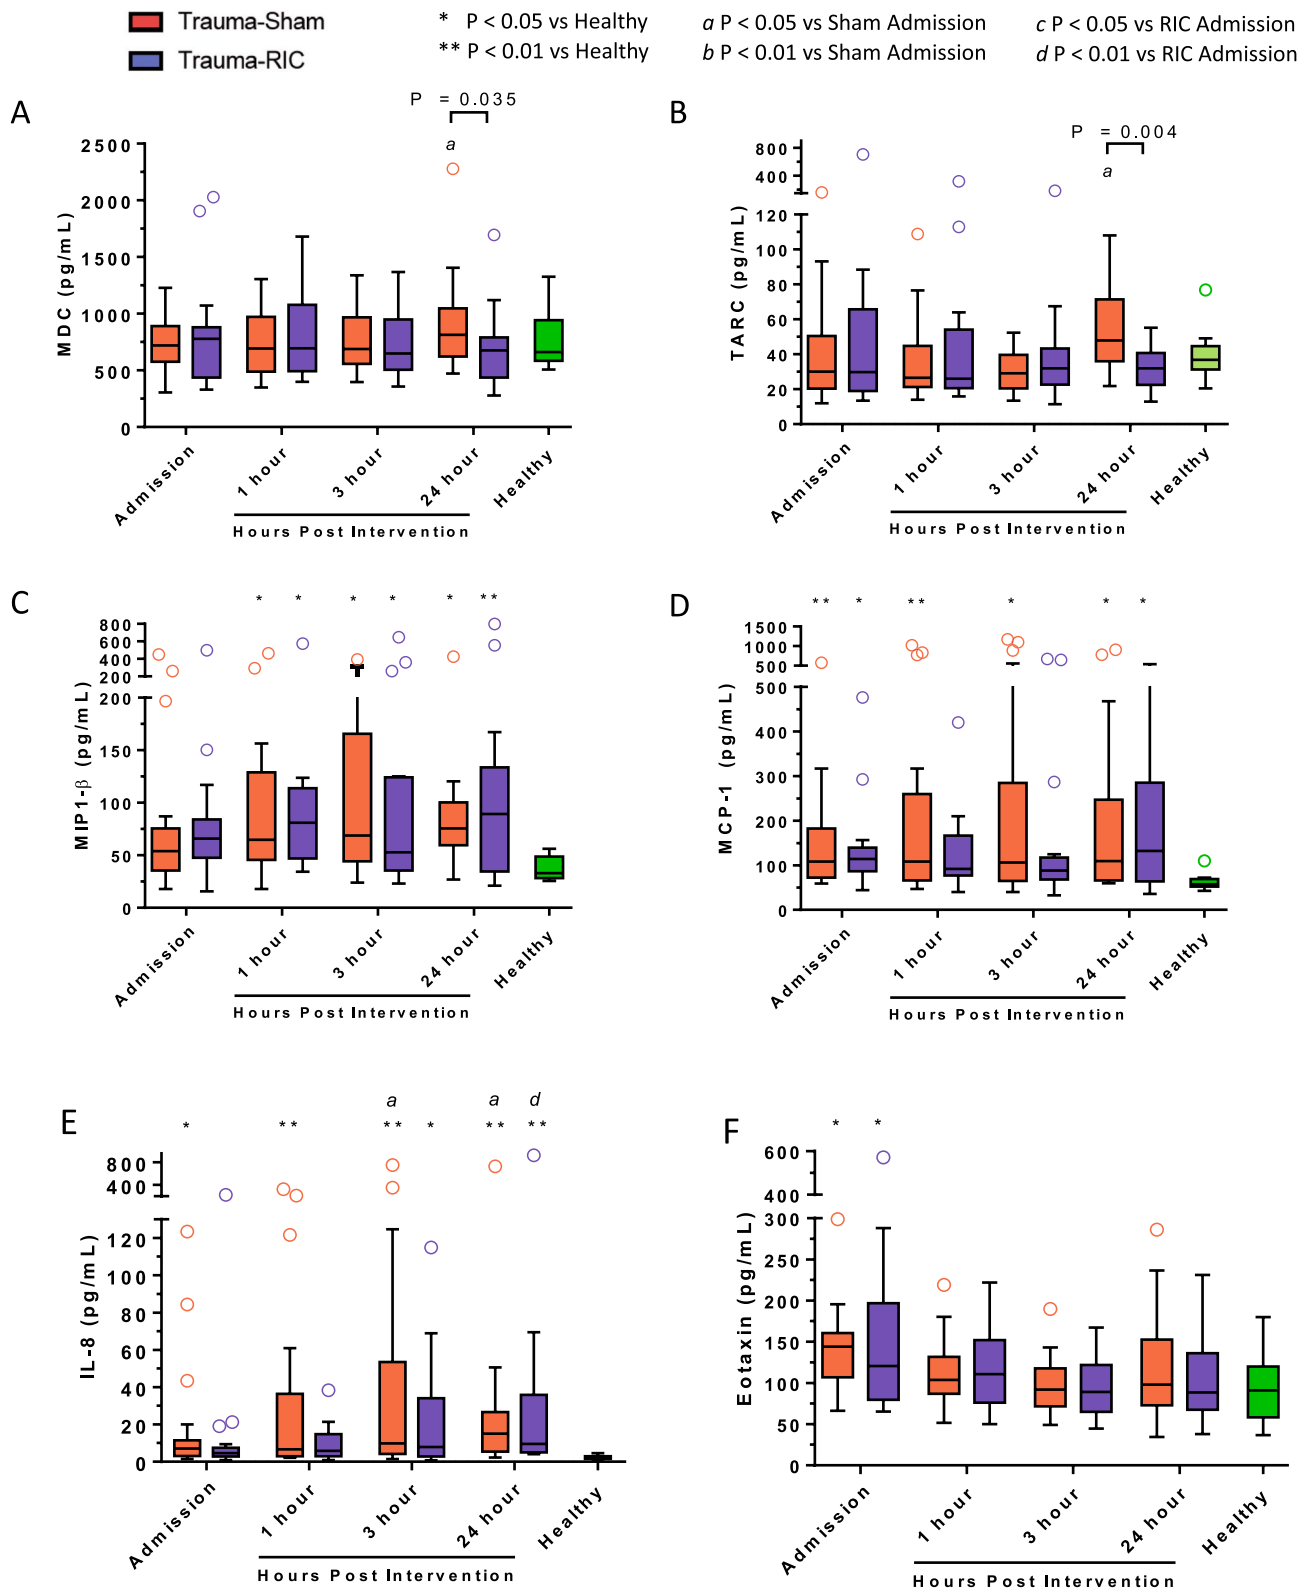 Trauma-Sham
Trauma-RIC
* P < 0.05 vs Healthy
** P < 0.01 vs Healthy
a P < 0.05 vs Sham Admission
b P < 0.01 vs Sham Admission
c P < 0.05 vs RIC Admission
d P < 0.01 vs RIC Admission
A
P = 0.035
a
MDC (pg/mL)
2500
2000
1500
1000
500
0
Admission
1 hour
3 hour
24 hour
Healthy
Hours Post Intervention
B
P = 0.004
a
TARC (pg/mL)
800
400
120
100
80
60
40
20
0
Admission
1 hour
3 hour
24 hour
Healthy
Hours Post Intervention
C
* * * * * **
MIP1-β (pg/mL)
800
600
400
200
200
150
100
50
0
Admission
1 hour
3 hour
24 hour
Healthy
Hours Post Intervention
D
** * ** * * *
MCP-1 (pg/mL)
1500
1000
500
500
400
300
200
100
0
Admission
1 hour
3 hour
24 hour
Healthy
Hours Post Intervention
E
a a d
* ** ** * ** **
IL-8 (pg/mL)
800
400
120
100
80
60
40
20
0
Admission
1 hour
3 hour
24 hour
Healthy
Hours Post Intervention
F
* *
Eotaxin (pg/mL)
600
400
300
250
200
150
100
50
0
Admission
1 hour
3 hour
24 hour
Healthy
Hours Post Intervention